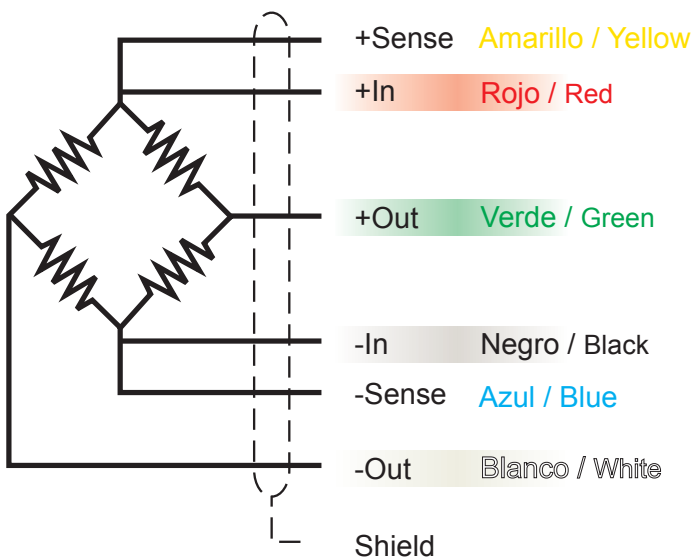 +Sense Amarillo / Yellow
+In Rojo / Red
+Out Verde / Green
-In Negro / Black
-Sense Azul / Blue
-Out Blanco / White
Shield